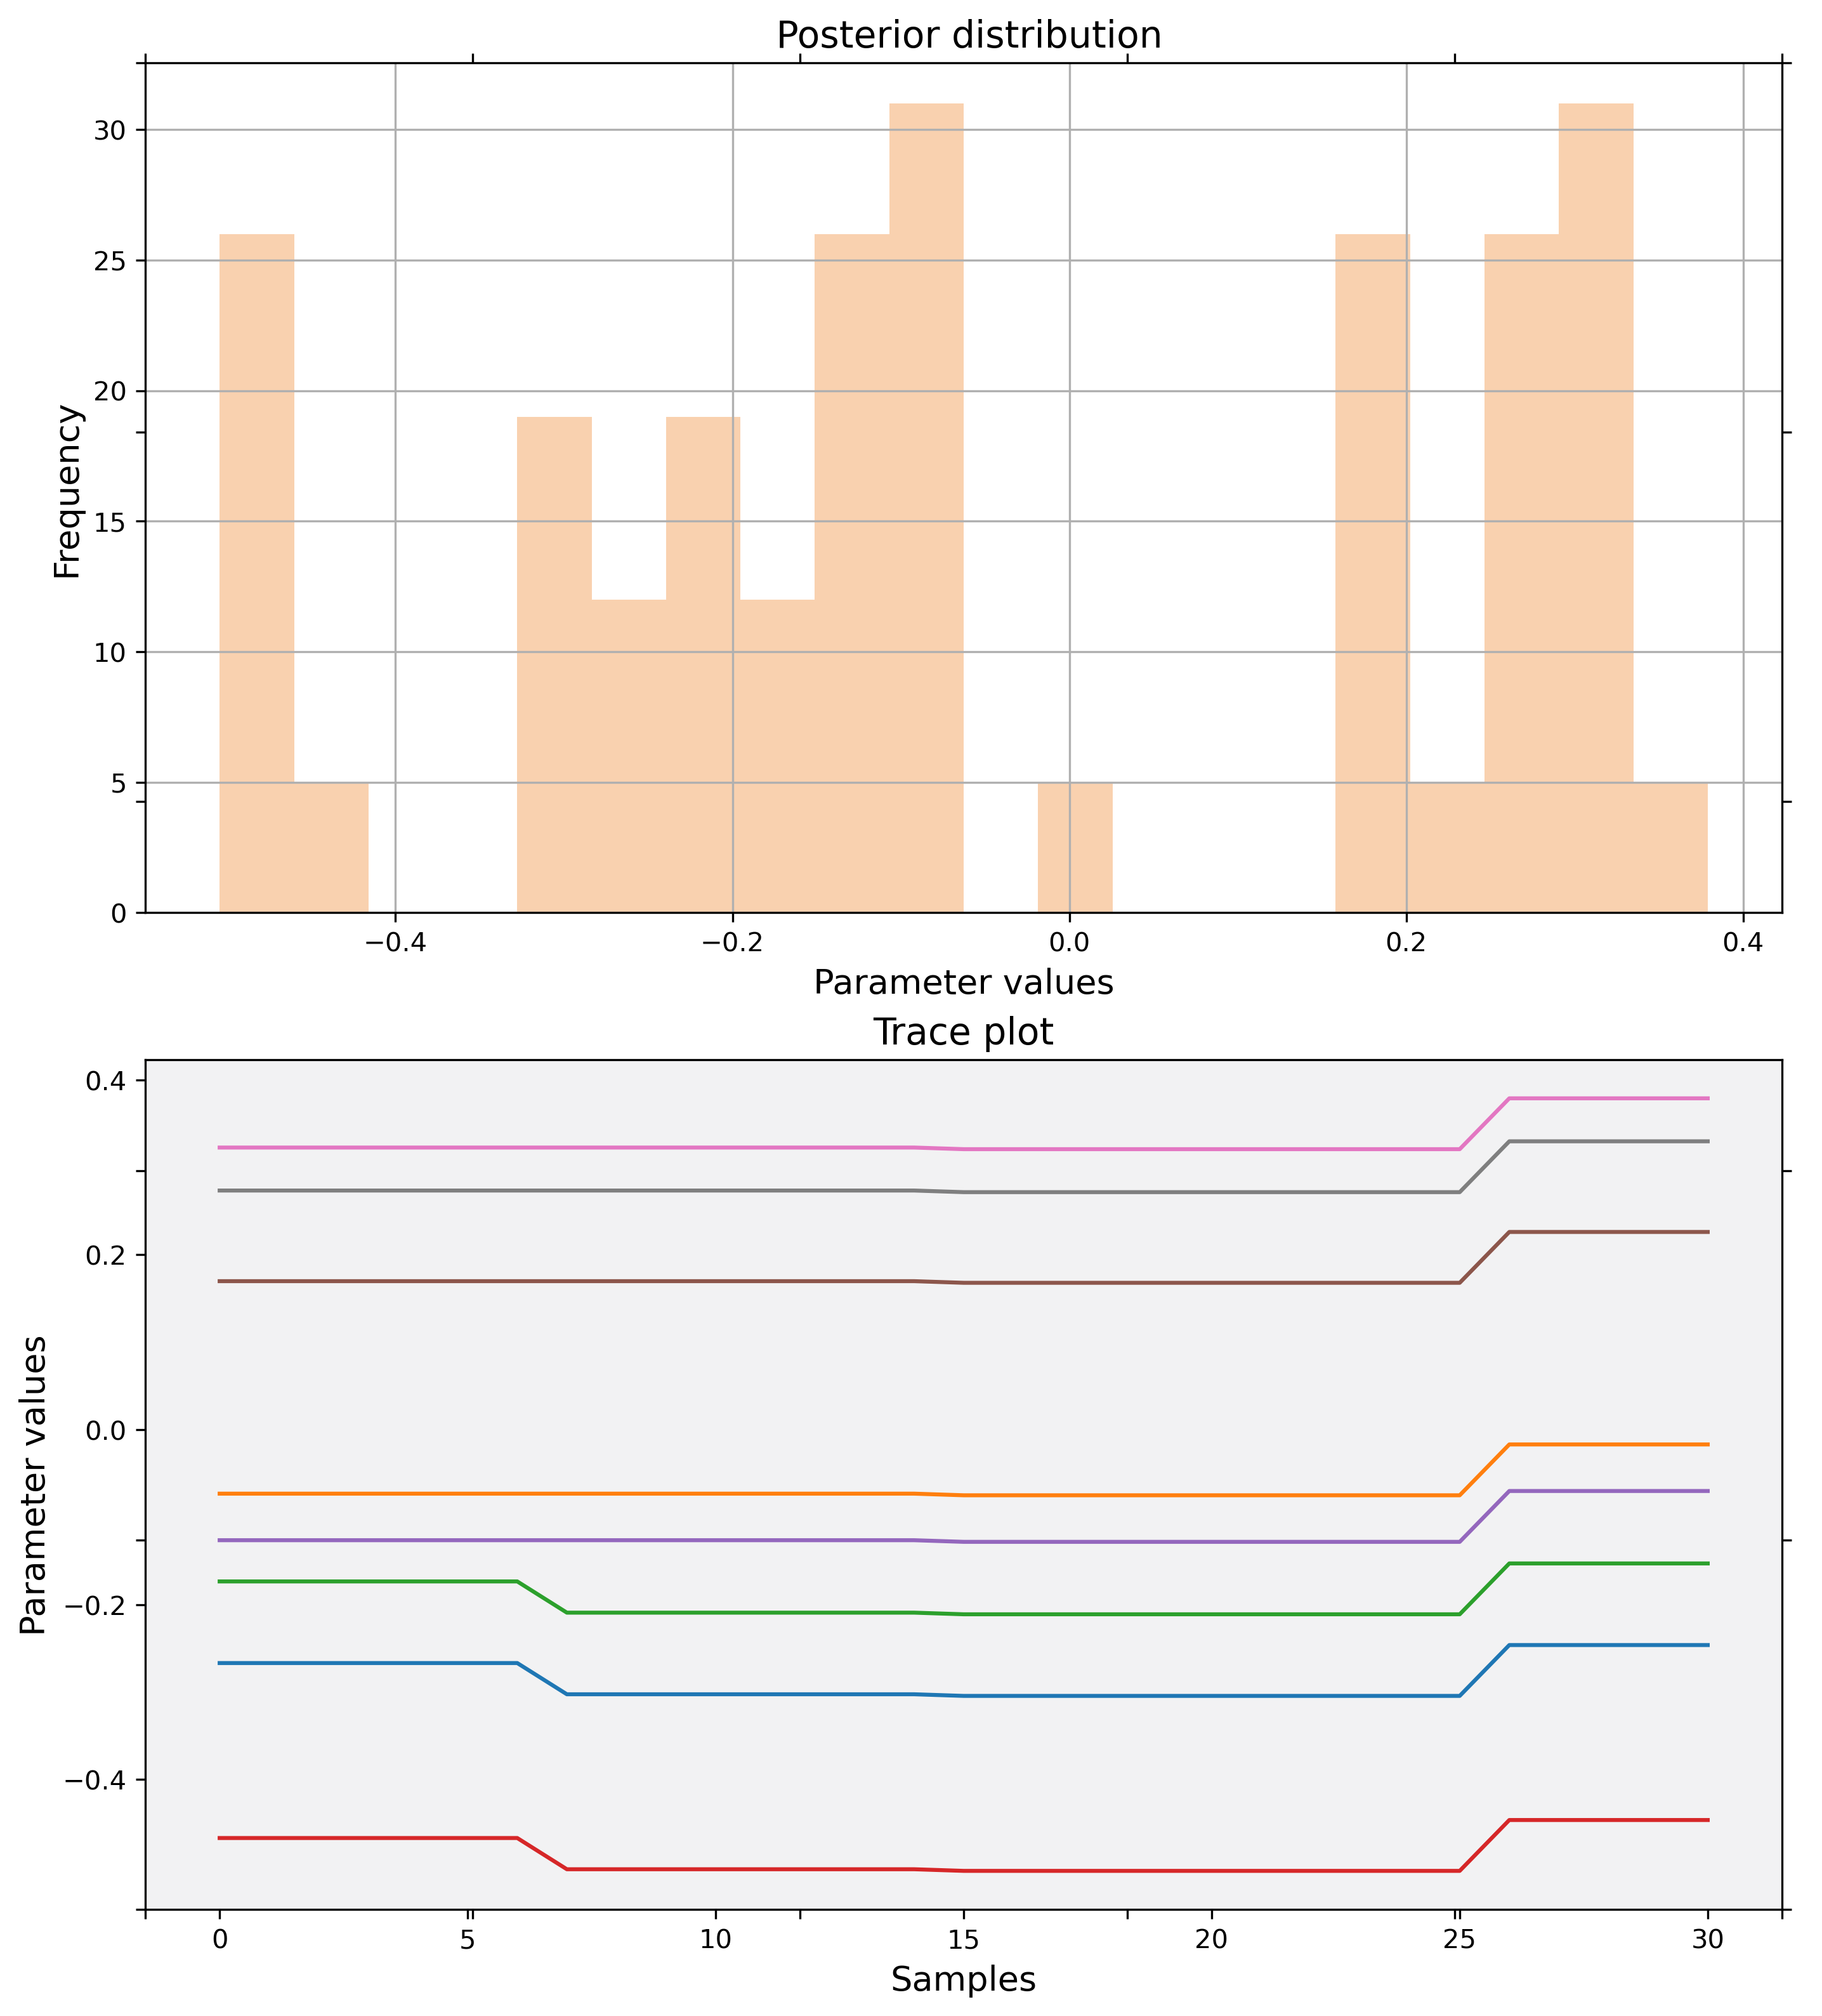 Posterior distribution
30
25
20
15
10
5
0
Frequency
−0.4 −0.2 0.0 0.2 0.4
Parameter values
Trace plot
0.4
0.2
0.0
−0.2
−0.4
Parameter values
0 5 10 15 20 25 30
Samples